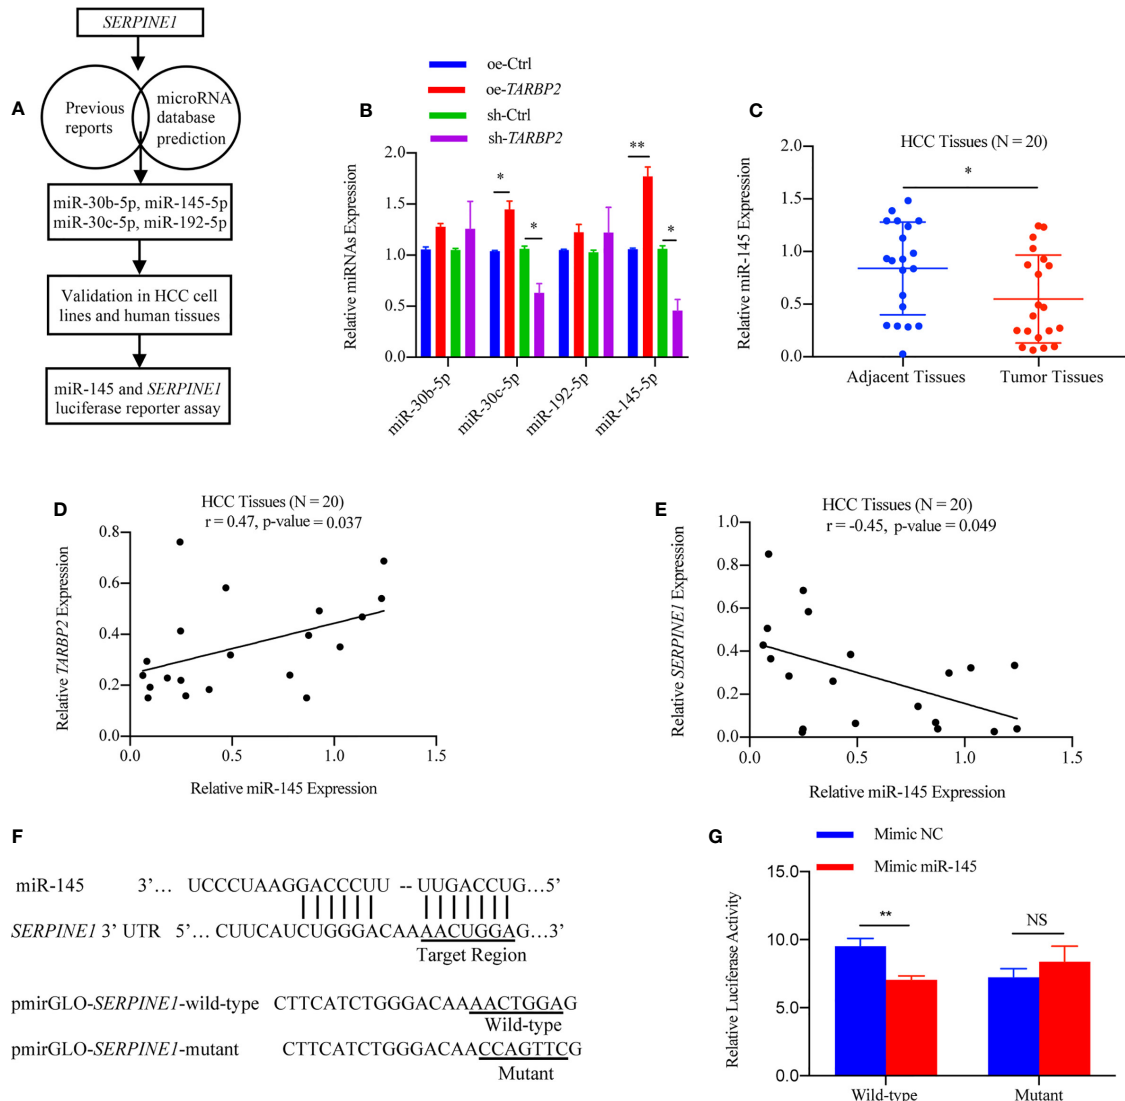 A
SERPINE1
Previous
reports
microRNA
database
prediction
miR-30b-5p, miR-145-5p
miR-30c-5p, miR-192-5p
Validation in HCC cell
lines and human tissues
miR-145 and SERPINE1
luciferase reporter assay
B
oe-Ctrl
oe-TARBP2
sh-Ctrl
sh-TARBP2
Relative miRNAs Expression
2.0
1.5
1.0
0.5
0.0
*
*
**
*
miR-30b-5p
miR-30c-5p
miR-192-5p
miR-145-5p
C
HCC Tissues (N = 20)
*
Relative miR-145 Expression
2.0
1.5
1.0
0.5
0.0
Adjacent Tissues
Tumor Tissues
D
HCC Tissues (N = 20)
r = 0.47, p-value = 0.037
Relative TARBP2 Expression
0.8
0.6
0.4
0.2
0.0
0.0 0.5 1.0 1.5
Relative miR-145 Expression
E
HCC Tissues (N = 20)
r = -0.45, p-value = 0.049
Relative SERPINE1 Expression
1.0
0.8
0.6
0.4
0.2
0.0
0.0 0.5 1.0 1.5
Relative miR-145 Expression
F
miR-145 3’… UCCCUAAGGACCCUU -- UUGACCUG…5’
SERPINE1 3’ UTR 5’… CUUCAUCUGGGACAAAACUGGAG…3’
Target Region
pmirGLO-SERPINE1-wild-type CTTCATCTGGGACAAAACTGGAG
Wild-type
pmirGLO-SERPINE1-mutant CTTCATCTGGGACAACCAGTTCG
Mutant
G
Mimic NC
Mimic miR-145
Relative Luciferase Activity
15.0
10.0
5.0
0.0
**
NS
Wild-type
Mutant